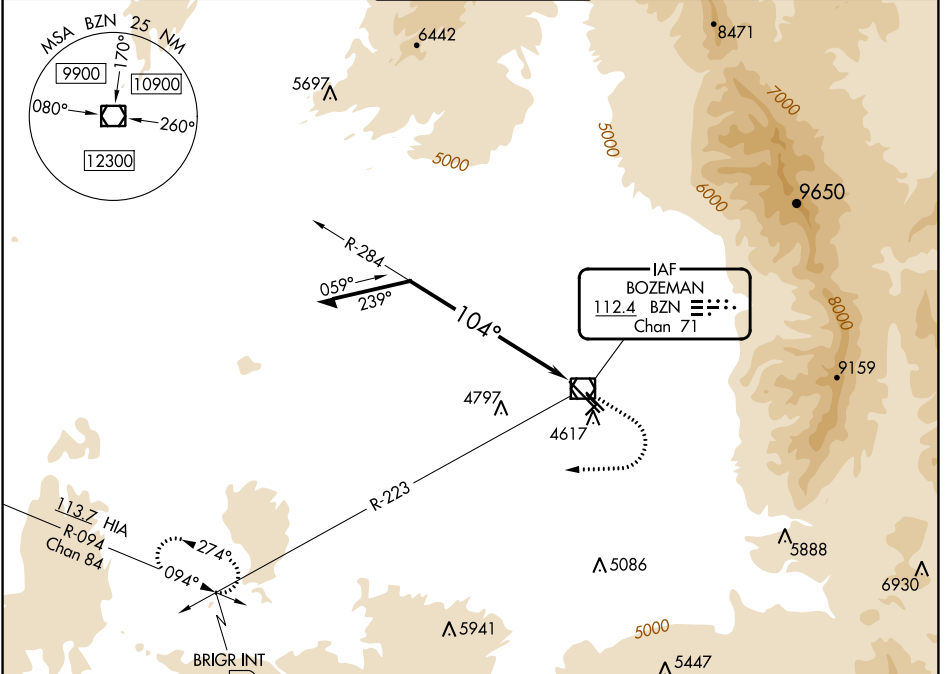 MSA BZN 25 NM
170°
9900
10900
080°
260°
12300
6442
8471
5697
7000
5000
5000
6000
9650
R-284
059°
239°
104°
IAF
BOZEMAN
112.4 BZN
Chan 71
8000
9159
4797
4617
R-223
113.7 HIA
R-094
Chan 84
274°
094°
5086
5888
6930
5941
5000
BRIGR INT
5447